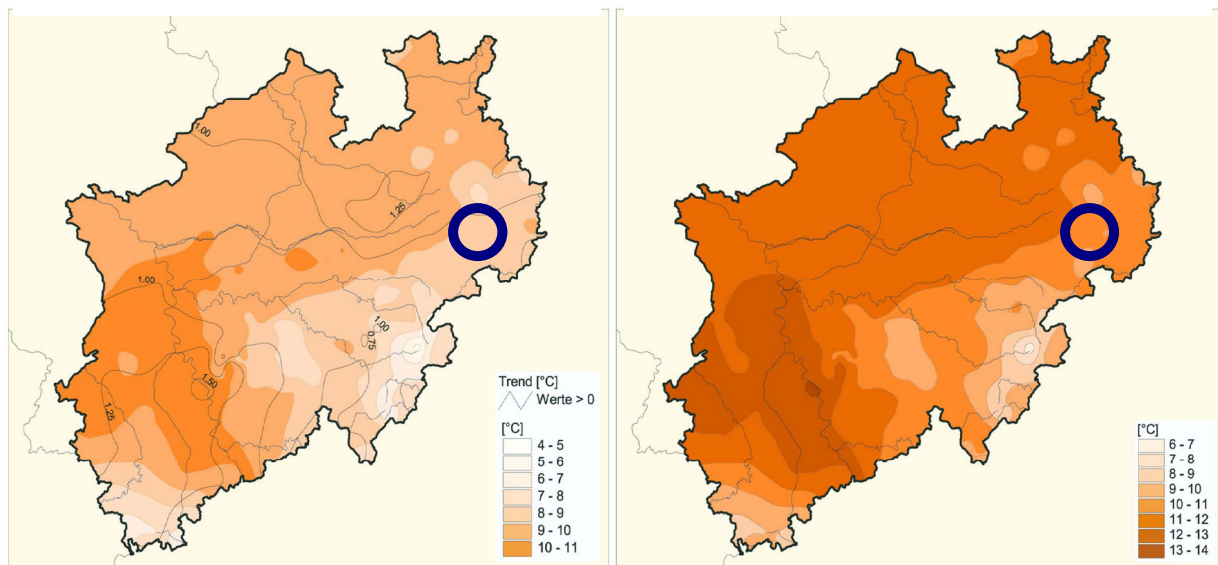 1.00
1.25
1.00
1.00
0.75
1.50
1.25
Trend [°C]
Werte > 0
[°C]
4 - 5
5 - 6
6 - 7
7 - 8
8 - 9
9 - 10
10 - 11
[°C]
6 - 7
7 - 8
8 - 9
9 - 10
10 - 11
11 - 12
12 - 13
13 - 14